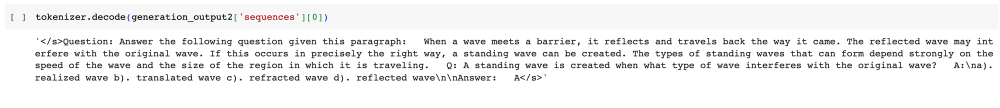 [ ] tokenizer.decode(generation_output2['sequences'][0])
'</s>Question: Answer the following question given this paragraph:   When a wave meets a barrier, it reflects and travels back the way it came. The reflected wave may int
erfere with the original wave. If this occurs in precisely the right way, a standing wave can be created. The types of standing waves that can form depend strongly on the
speed of the wave and the size of the region in which it is traveling.   Q: A standing wave is created when what type of wave interferes with the original wave?   A:\na).
realized wave b). translated wave c). refracted wave d). reflected wave\n\nAnswer:   A</s>'